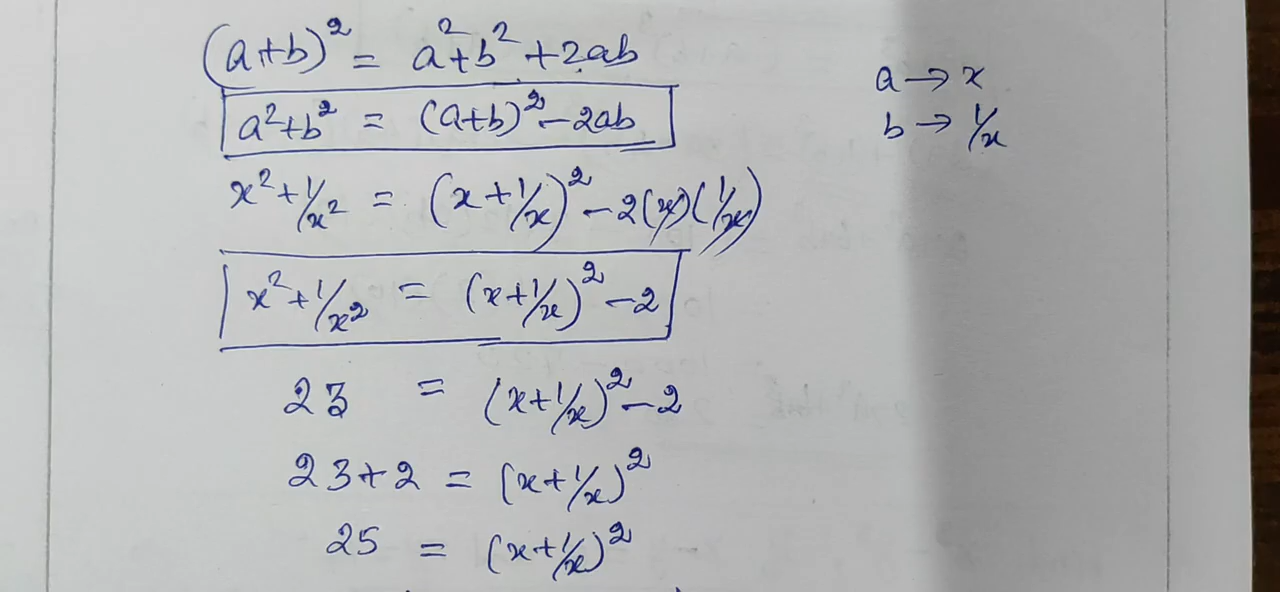 (a+b)² = a²+b²+2ab
a → x
a²+b² = (a+b)²-2ab
b → 1/x
x²+1/x² = (x+1/x)²-2(x)(1/x)
x²+1/x² = (x+1/x)²-2
23 = (x+1/x)²-2
23+2 = (x+1/x)²
25 = (x+1/x)²